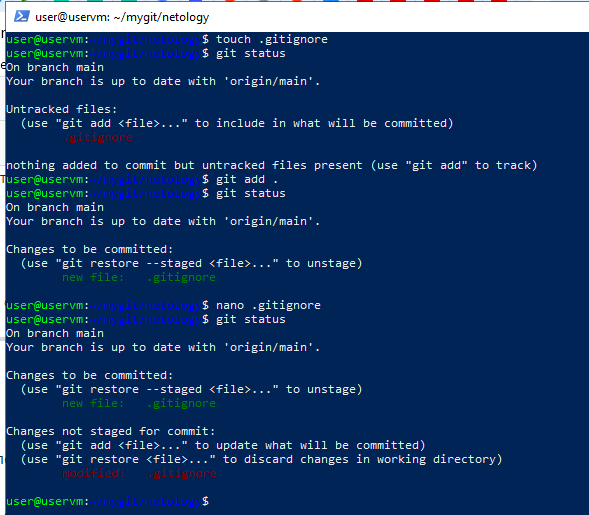 user@uservm: ~/mygit/netology
user@uservm:~/mygit/netology$ touch .gitignore
user@uservm:~/mygit/netology$ git status
On branch main
Your branch is up to date with 'origin/main'.
Untracked files:
  (use "git add <file>..." to include in what will be committed)
        .gitignore
nothing added to commit but untracked files present (use "git add" to track)
user@uservm:~/mygit/netology$ git add .
user@uservm:~/mygit/netology$ git status
On branch main
Your branch is up to date with 'origin/main'.
Changes to be committed:
  (use "git restore --staged <file>..." to unstage)
        new file:   .gitignore
user@uservm:~/mygit/netology$ nano .gitignore
user@uservm:~/mygit/netology$ git status
On branch main
Your branch is up to date with 'origin/main'.
Changes to be committed:
  (use "git restore --staged <file>..." to unstage)
        new file:   .gitignore
Changes not staged for commit:
  (use "git add <file>..." to update what will be committed)
  (use "git restore <file>..." to discard changes in working directory)
        modified:   .gitignore
user@uservm:~/mygit/netology$